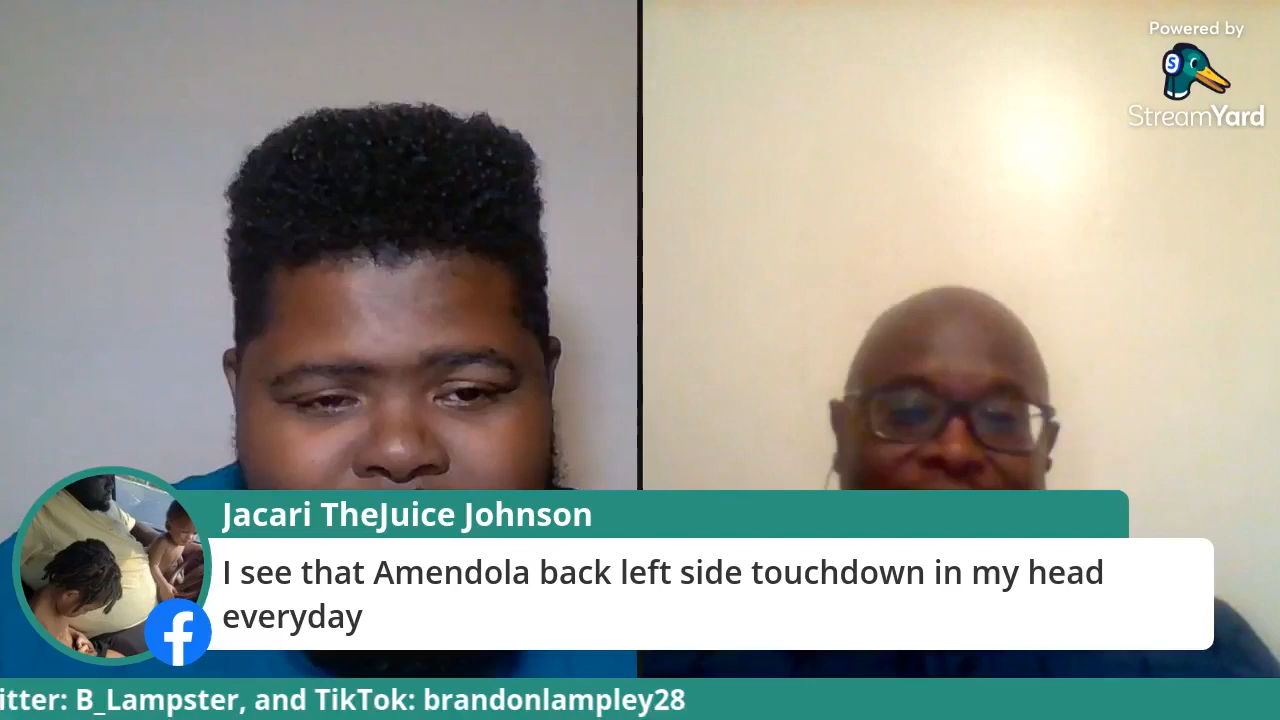 Powered by
S
StreamYard
Jacari TheJuice Johnson
I see that Amendola back left side touchdown in my head
everyday
itter: B_Lampster, and TikTok: brandonlampley28